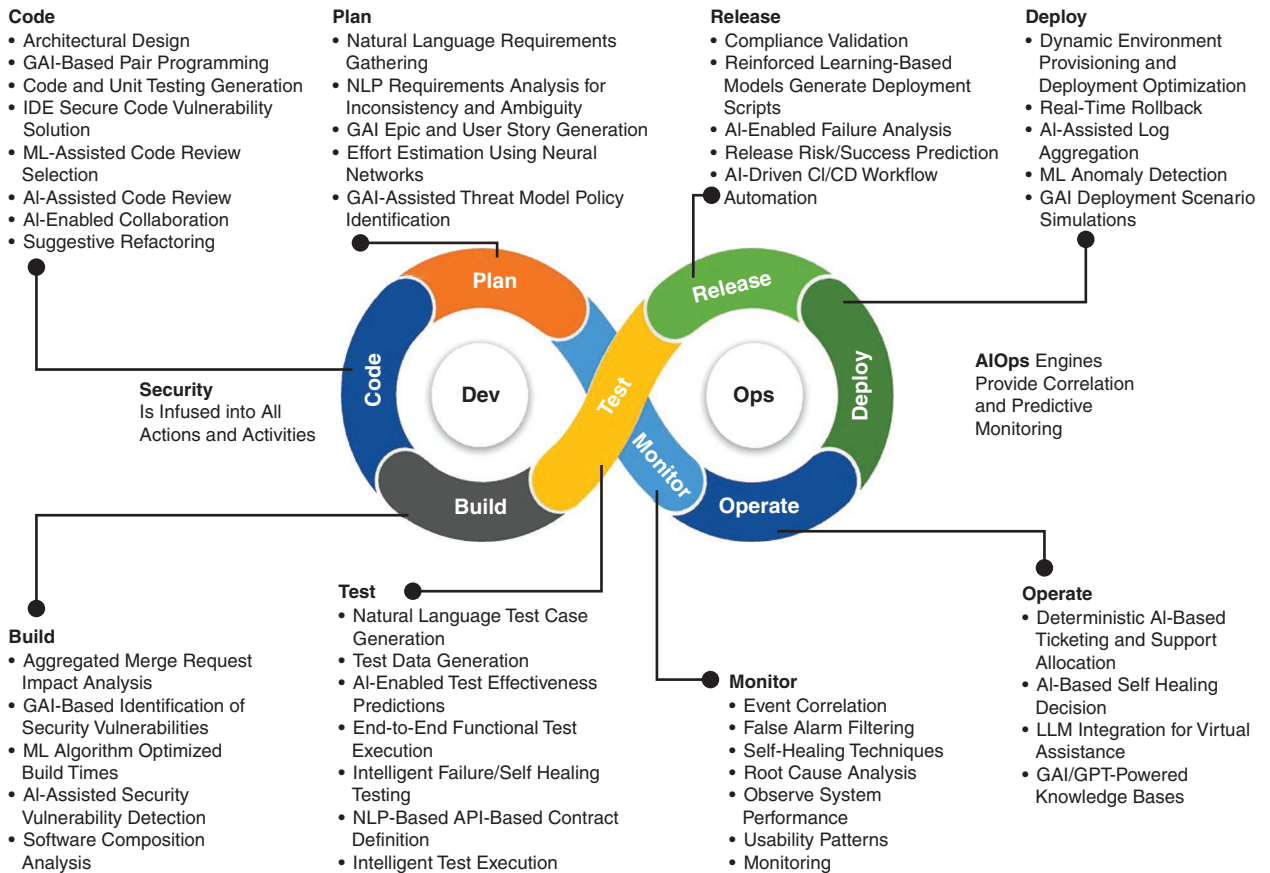 Code
• Architectural Design
• GAI-Based Pair Programming
• Code and Unit Testing Generation
• IDE Secure Code Vulnerability
Solution
• ML-Assisted Code Review
Selection
• AI-Assisted Code Review
• AI-Enabled Collaboration
• Suggestive Refactoring
Plan
• Natural Language Requirements
Gathering
• NLP Requirements Analysis for
Inconsistency and Ambiguity
• GAI Epic and User Story Generation
• Effort Estimation Using Neural
Networks
• GAI-Assisted Threat Model Policy
Identification
Release
• Compliance Validation
• Reinforced Learning-Based
Models Generate Deployment
Scripts
• AI-Enabled Failure Analysis
• Release Risk/Success Prediction
• AI-Driven CI/CD Workflow
Automation
Deploy
• Dynamic Environment
Provisioning and
Deployment Optimization
• Real-Time Rollback
• AI-Assisted Log
Aggregation
• ML Anomaly Detection
• GAI Deployment Scenario
Simulations
Plan
Release
Code
Dev
Test
Ops
Deploy
Monitor
Build
Operate
Security
Is Infused into All
Actions and Activities
AIOps Engines
Provide Correlation
and Predictive
Monitoring
Build
• Aggregated Merge Request
Impact Analysis
• GAI-Based Identification of
Security Vulnerabilities
• ML Algorithm Optimized
Build Times
• AI-Assisted Security
Vulnerability Detection
• Software Composition
Analysis
Test
• Natural Language Test Case
Generation
• Test Data Generation
• AI-Enabled Test Effectiveness
Predictions
• End-to-End Functional Test
Execution
• Intelligent Failure/Self Healing
Testing
• NLP-Based API-Based Contract
Definition
• Intelligent Test Execution
Monitor
• Event Correlation
• False Alarm Filtering
• Self-Healing Techniques
• Root Cause Analysis
• Observe System
Performance
• Usability Patterns
• Monitoring
Operate
• Deterministic AI-Based
Ticketing and Support
Allocation
• AI-Based Self Healing
Decision
• LLM Integration for Virtual
Assistance
• GAI/GPT-Powered
Knowledge Bases